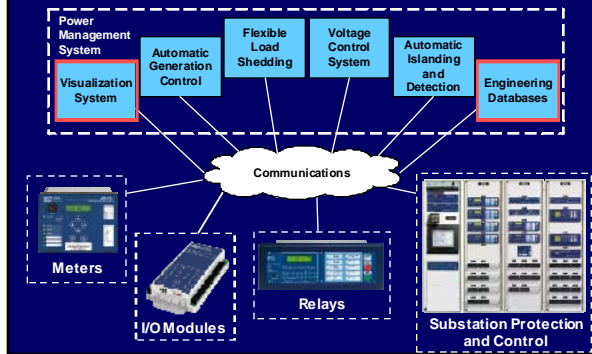 Power
Management
System
Visualization
System
Automatic
Generation
Control
Flexible
Load
Shedding
Voltage
Control
System
Automatic
Islanding
and
Detection
Engineering
Databases
Communications
Meters
I/O Modules
Relays
Substation Protection
and Control